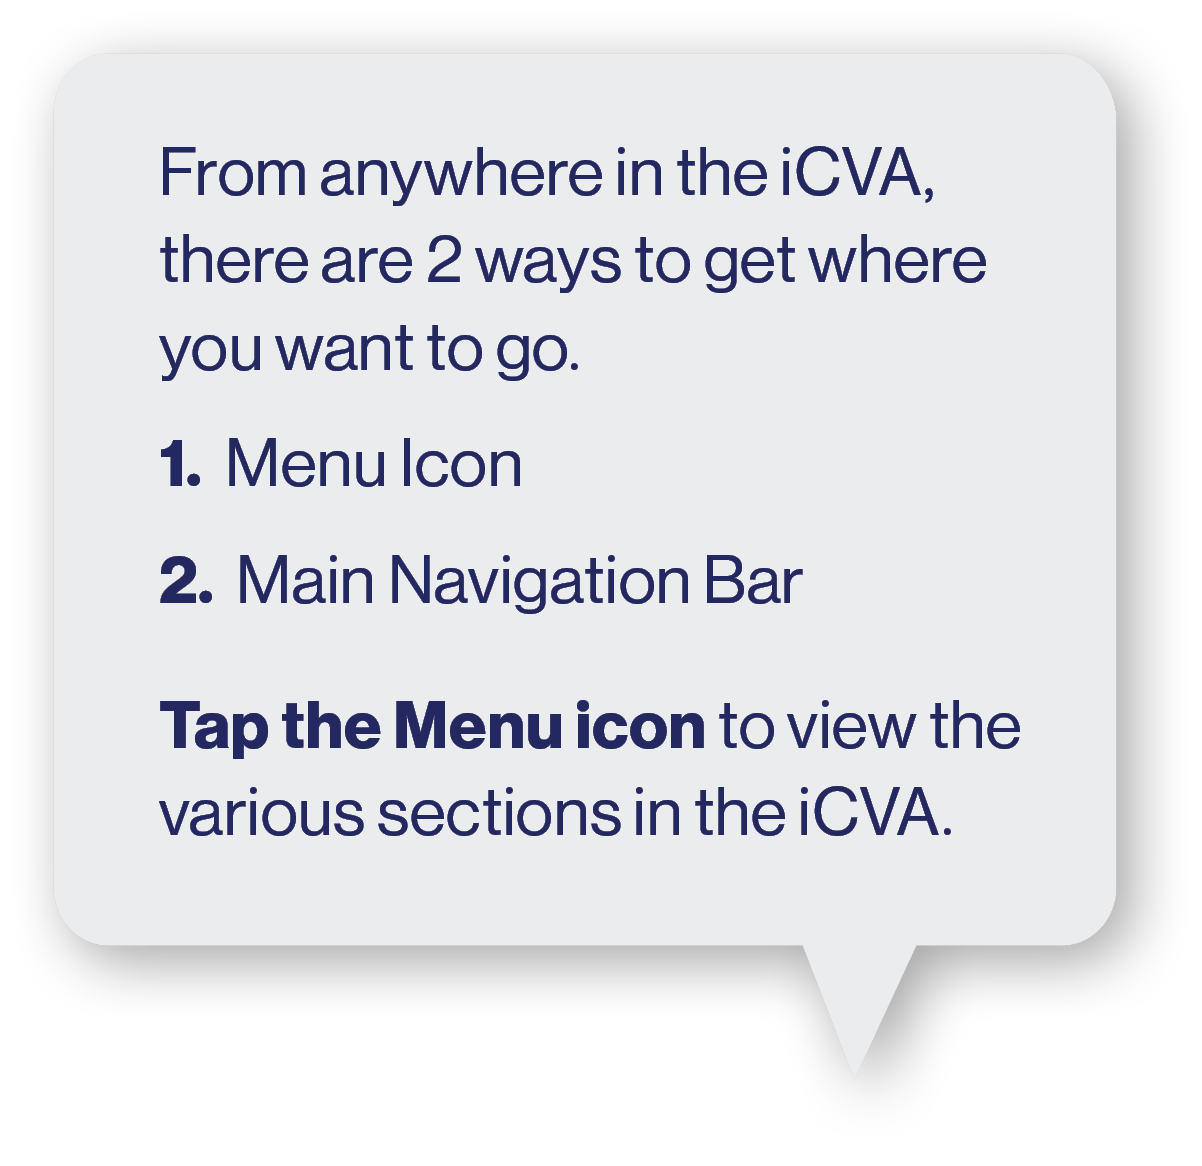 From anywhere in the iCVA,
there are 2 ways to get where
you want to go.
1. Menu Icon
2. Main Navigation Bar
Tap the Menu icon to view the
various sections in the iCVA.